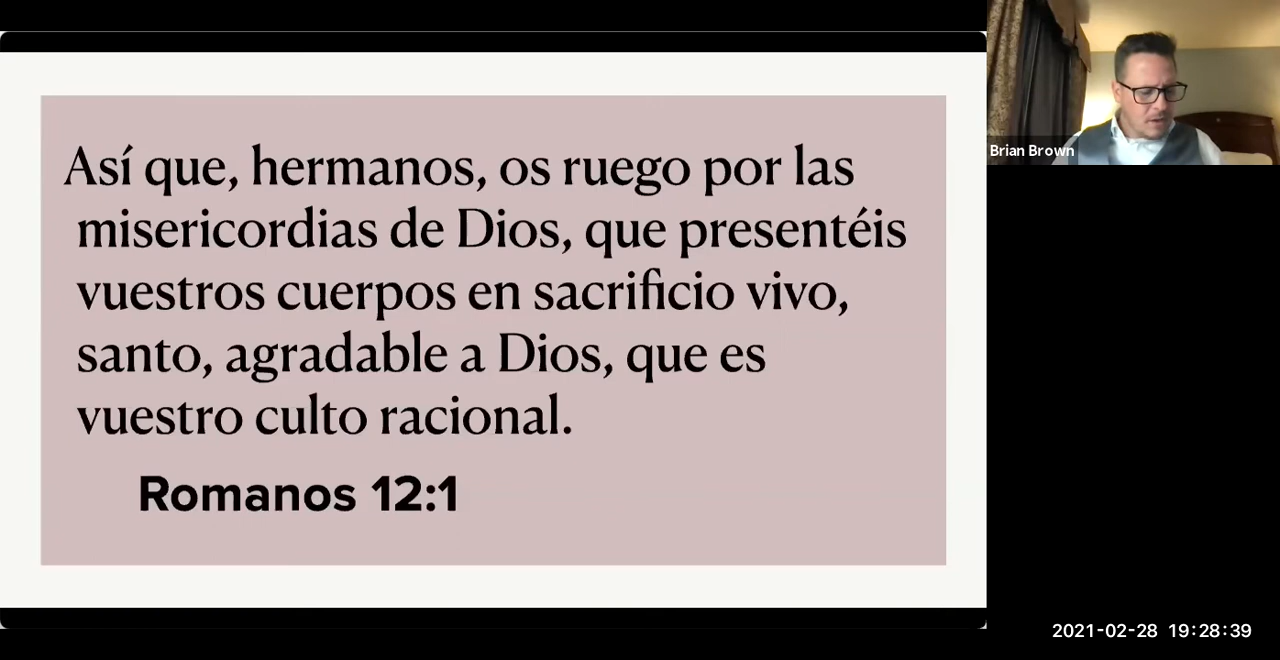 Así que, hermanos, os ruego por las
misericordias de Dios, que presentéis
vuestros cuerpos en sacrificio vivo,
santo, agradable a Dios, que es
vuestro culto racional.
Romanos 12:1
Brian Brown
2021-02-28 19:28:39